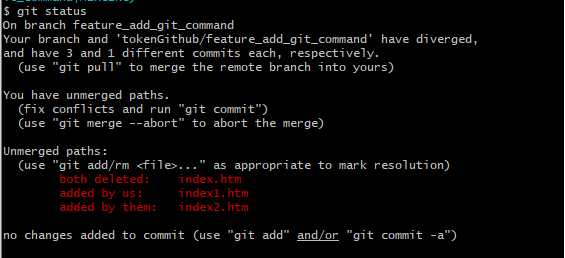 $ git status
On branch feature_add_git_command
Your branch and 'tokenGithub/feature_add_git_command' have diverged,
and have 3 and 1 different commits each, respectively.
  (use "git pull" to merge the remote branch into yours)

You have unmerged paths.
  (fix conflicts and run "git commit")
  (use "git merge --abort" to abort the merge)

Unmerged paths:
  (use "git add/rm <file>..." as appropriate to mark resolution)
        both deleted:    index.htm
        added by us:     index1.htm
        added by them:   index2.htm

no changes added to commit (use "git add" and/or "git commit -a")